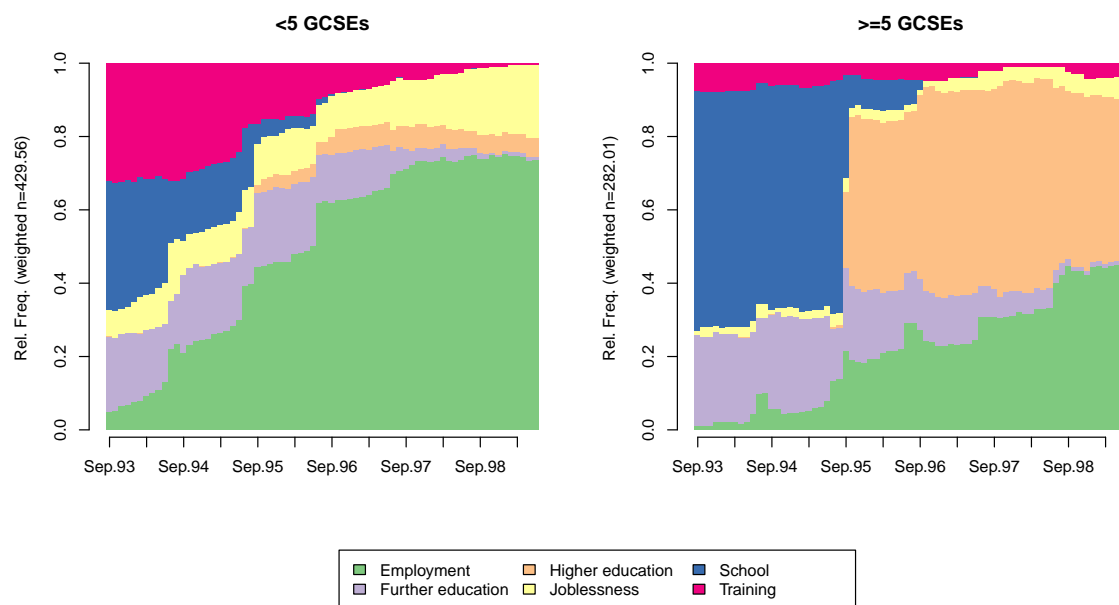 <5 GCSEs
Rel. Freq. (weighted n=429.56)
1.0
0.8
0.6
0.4
0.2
0.0
Sep.93 Sep.94 Sep.95 Sep.96 Sep.97 Sep.98
>=5 GCSEs
Rel. Freq. (weighted n=282.01)
1.0
0.8
0.6
0.4
0.2
0.0
Sep.93 Sep.94 Sep.95 Sep.96 Sep.97 Sep.98
Employment Higher education School
Further education Joblessness Training